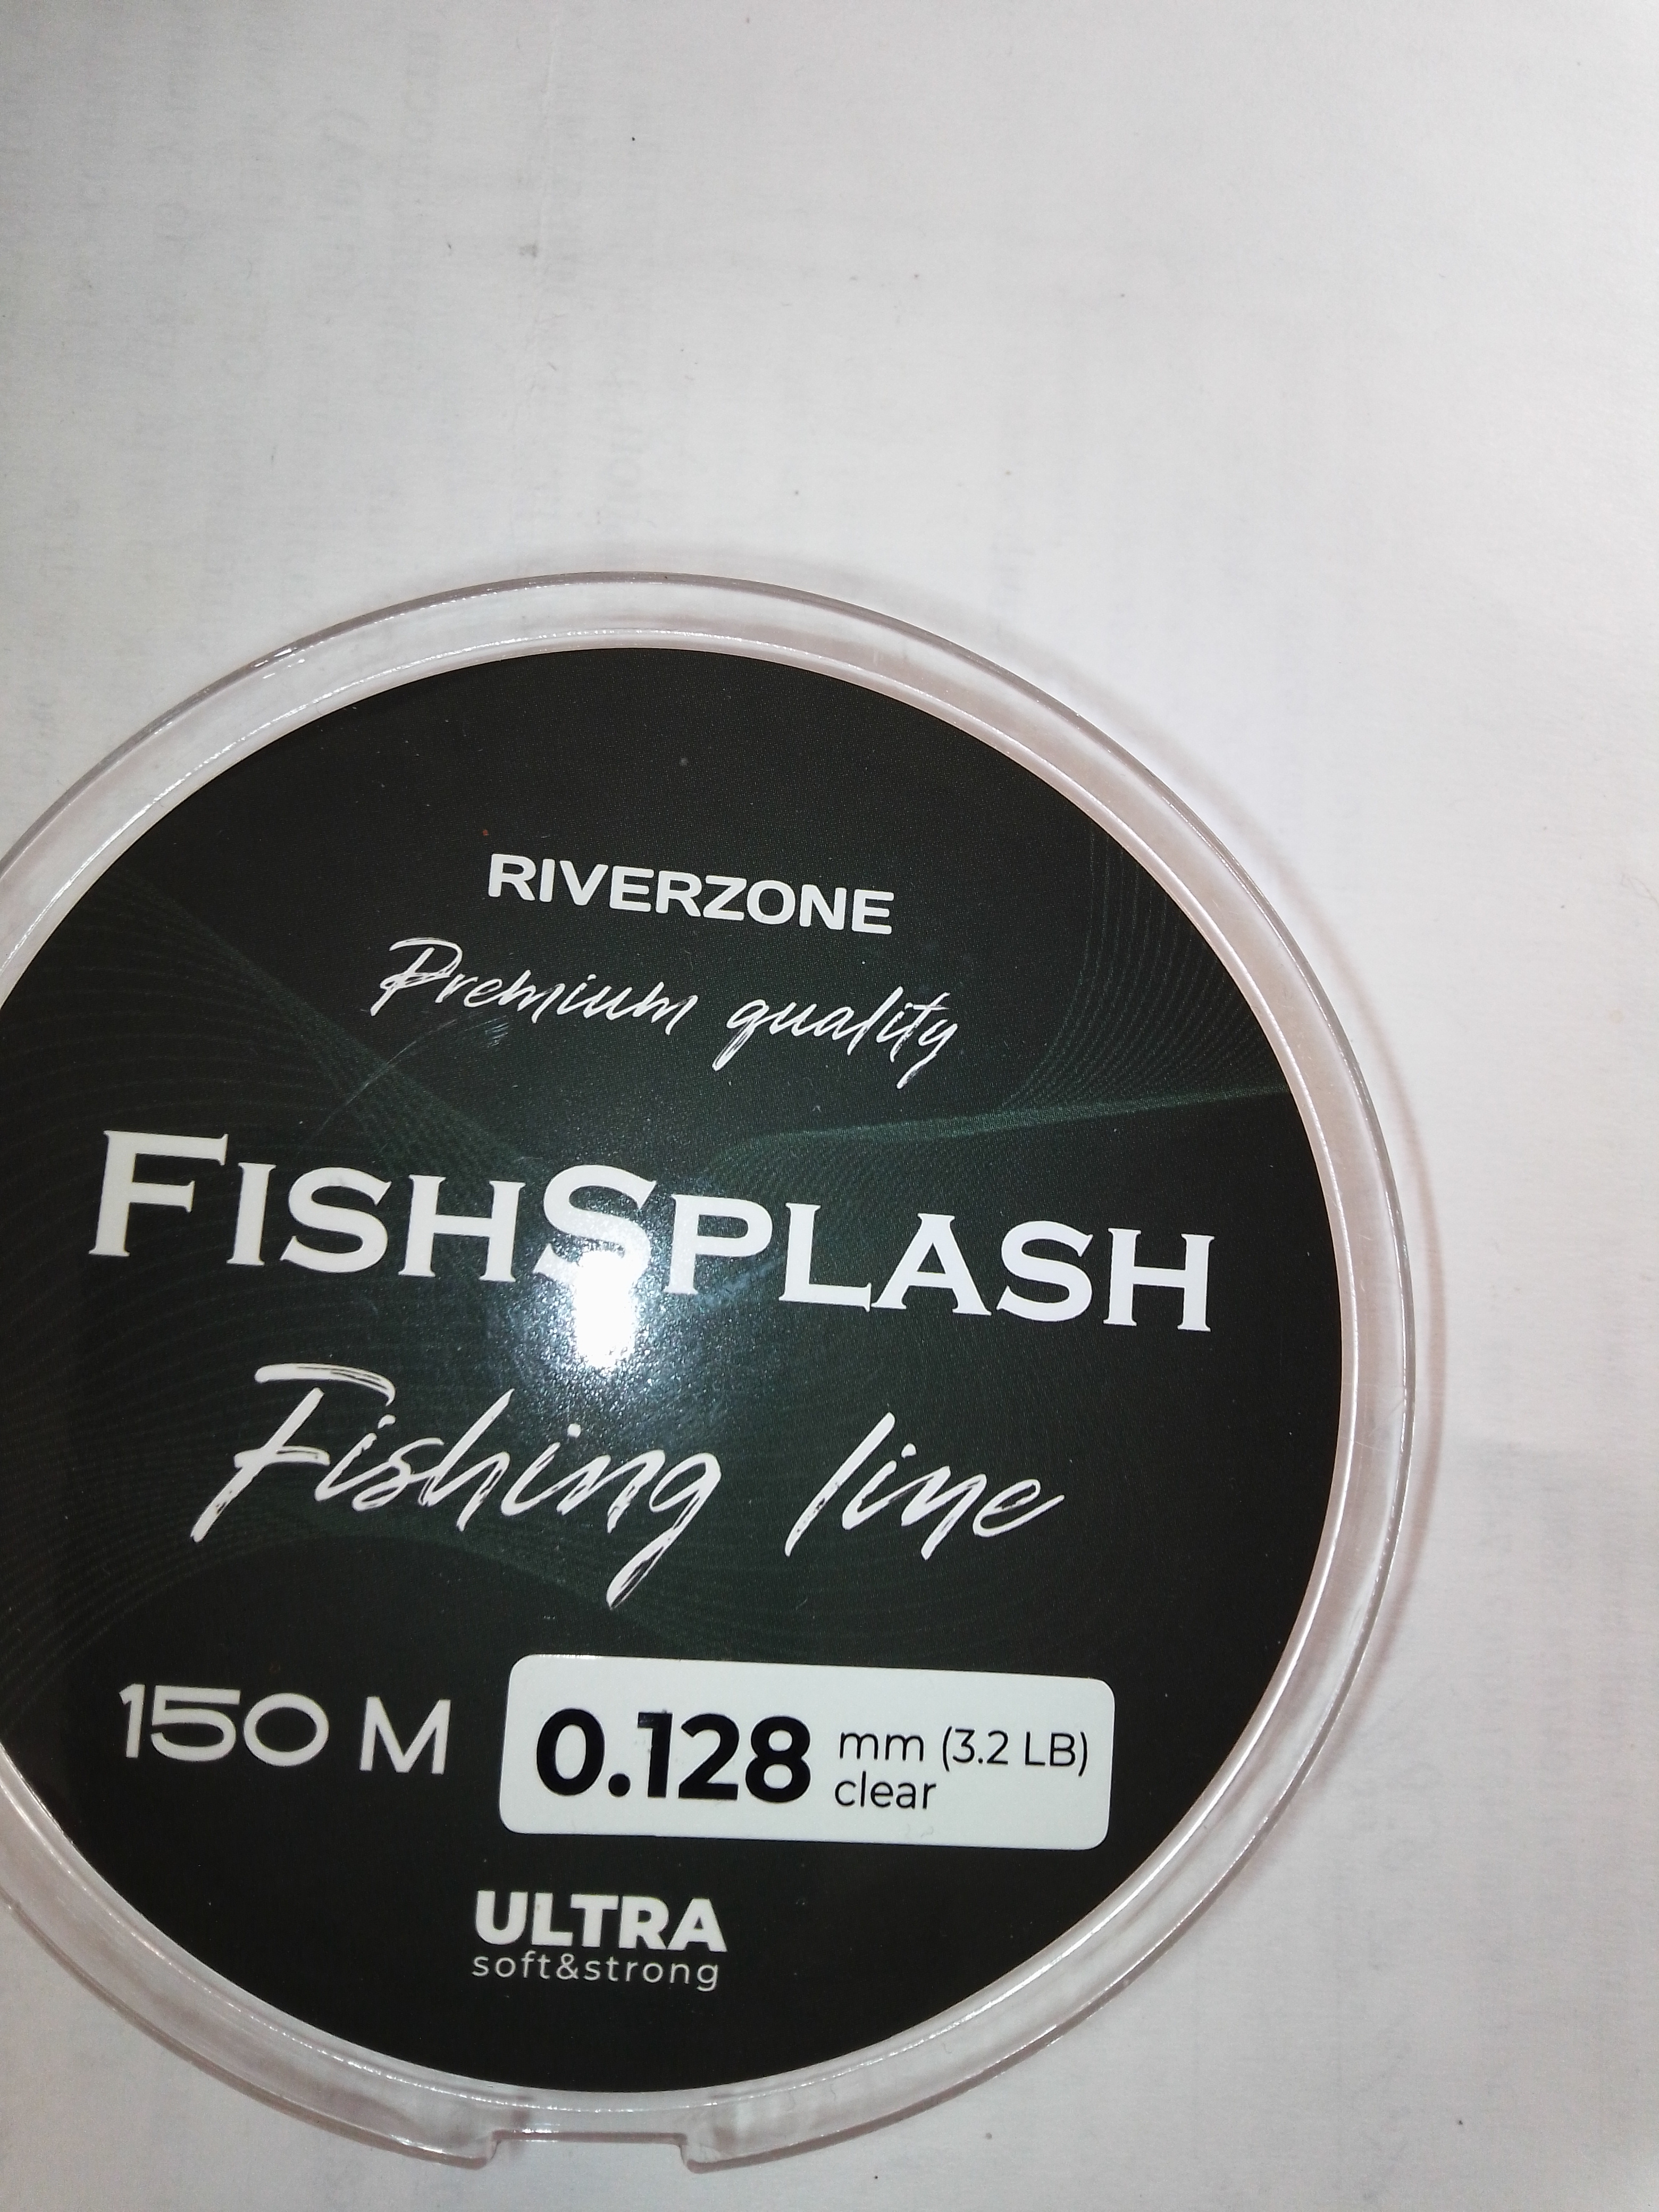 RIVERZONE
Premium quality
FISHSPLASH
Fishing line
150 M
0.128 mm (3.2 LB)
clear
ULTRA
soft&strong